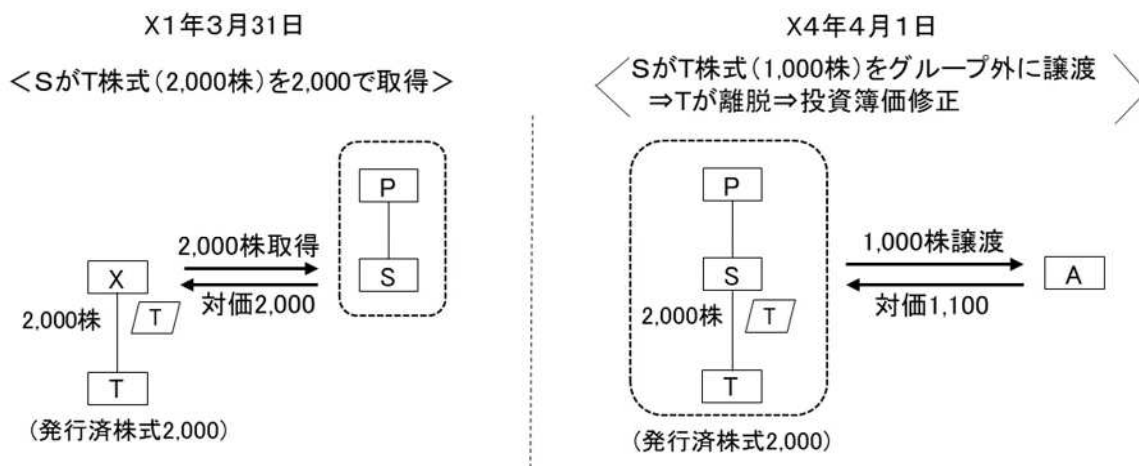 X1年3月31日
＜SがT株式(2,000株)を2,000で取得＞
P
S
2,000株取得
対価2,000
X
2,000株
T
T
(発行済株式2,000)
X4年4月1日
SがT株式(1,000株)をグループ外に譲渡
⇒Tが離脱⇒投資簿価修正
P
S
1,000株譲渡
対価1,100
A
2,000株
T
T
(発行済株式2,000)